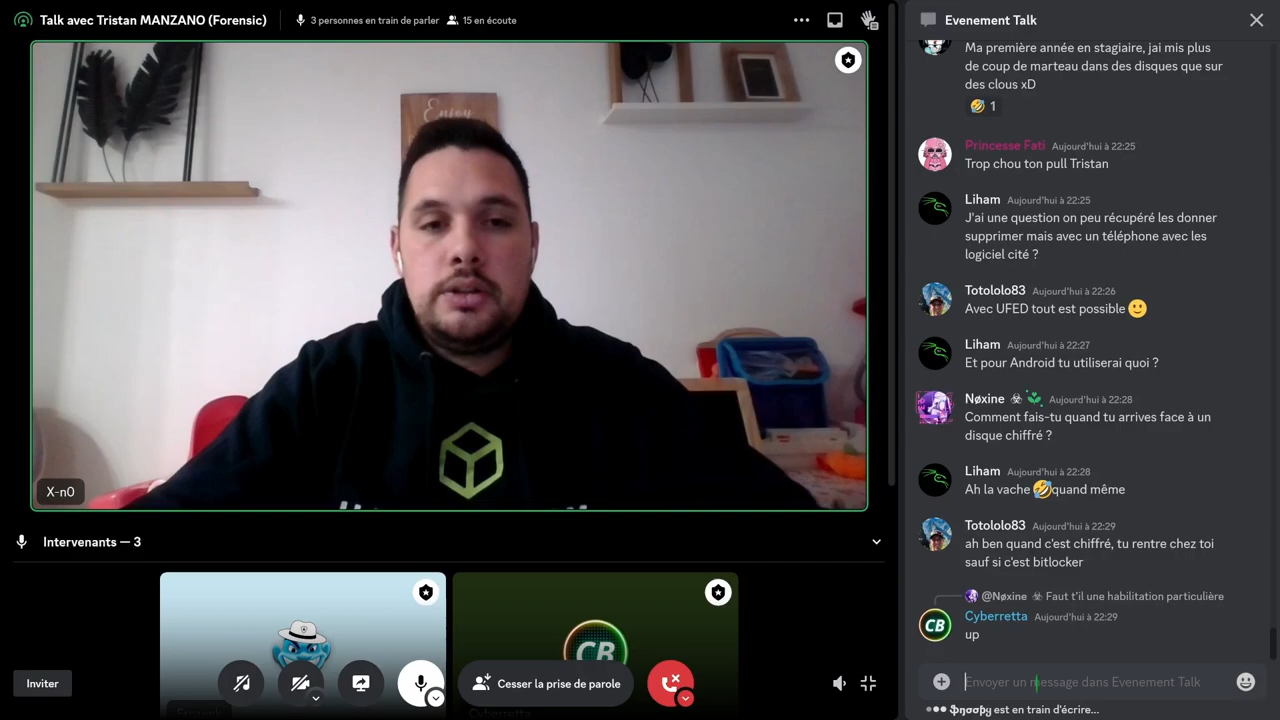 Talk avec Tristan MANZANO (Forensic)
3 personnes en train de parler
15 en écoute
Enjoy
X-n0
Intervenants — 3
CB
Inviter
Cesser la prise de parole
Evenement Talk
Ma première année en stagiaire, jai mis plus
de coup de marteau dans des disques que sur
des clous xD
🤣 1
Princesse Fati Aujourd'hui à 22:25
Trop chou ton pull Tristan
Liham Aujourd'hui à 22:25
J'ai une question on peu récupéré les donner
supprimer mais avec un téléphone avec les
logiciel cité ?
Totololo83 Aujourd'hui à 22:26
Avec UFED tout est possible 🙂
Liham Aujourd'hui à 22:27
Et pour Android tu utiliserai quoi ?
Nøxine ☣ Aujourd'hui à 22:28
Comment fais-tu quand tu arrives face à un
disque chiffré ?
Liham Aujourd'hui à 22:28
Ah la vache 🤣quand même
Totololo83 Aujourd'hui à 22:29
ah ben quand c'est chiffré, tu rentre chez toi
sauf si c'est bitlocker
@Nøxine ☣ Faut t'il une habilitation particulière
CB
Cyberretta Aujourd'hui à 22:29
up
Envoyer un message dans Evenement Talk
est en train d'écrire...